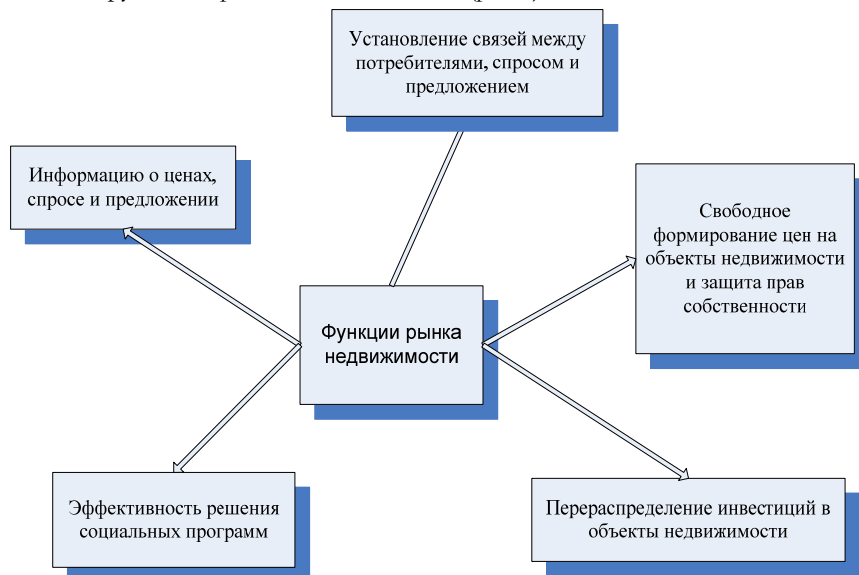 Установление связей между
потребителями, спросом и
предложением
Информацию о ценах,
спросе и предложении
Свободное
формирование цен на
объекты недвижимости
и защита прав
собственности
Функции рынка
недвижимости
Эффективность решения
социальных программ
Перераспределение инвестиций в
объекты недвижимости